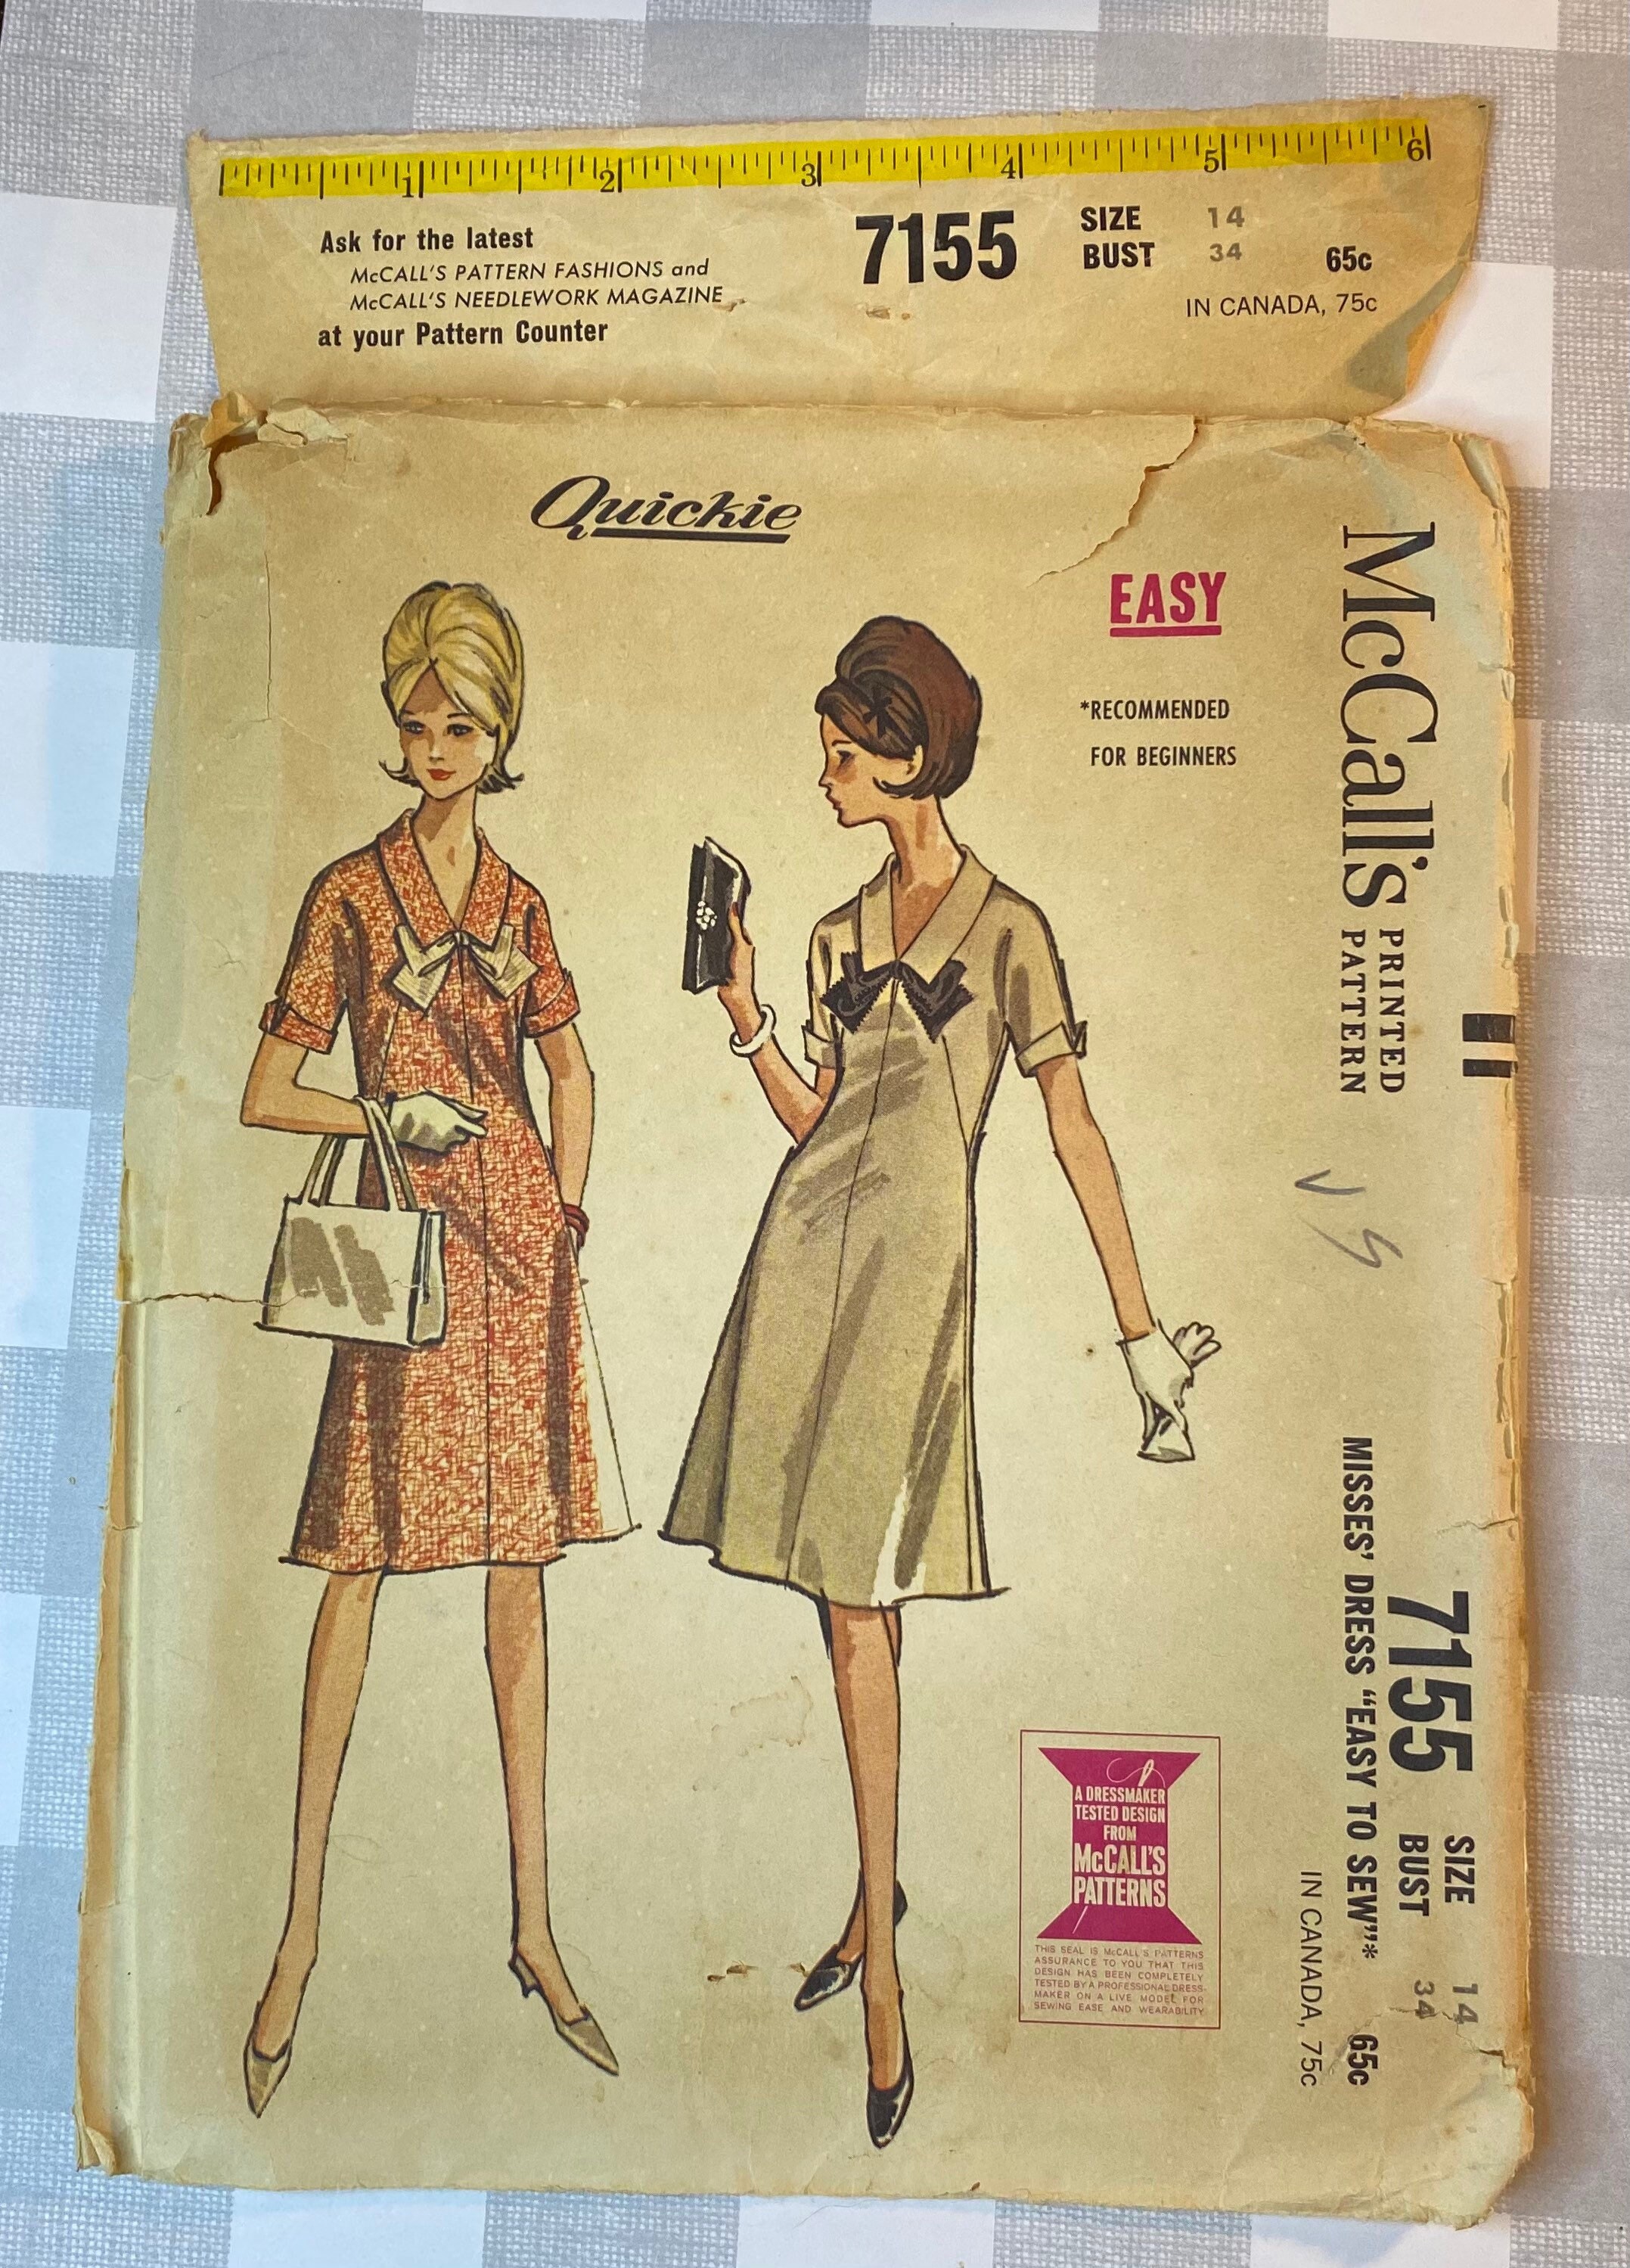 1 2 3 4 5 6
Ask for the latest
McCALL'S PATTERN FASHIONS and
McCALL'S NEEDLEWORK MAGAZINE
at your Pattern Counter
7155
SIZE 14
BUST 34
65c
IN CANADA, 75c
Quickie
EASY
*RECOMMENDED
FOR BEGINNERS
McCall's PRINTED
PATTERN
7155
SIZE 14
BUST 34
MISSES' DRESS "EASY TO SEW"* 65c
IN CANADA, 75c
A DRESSMAKER
TESTED DESIGN
FROM
McCALL'S
PATTERNS
THIS SEAL IS McCALL'S PATTERNS
ASSURANCE TO YOU THAT THIS
DESIGN HAS BEEN COMPLETELY
TESTED BY A PROFESSIONAL DRESS-
MAKER ON A LIVE MODEL FOR
SEWING EASE AND WEARABILITY